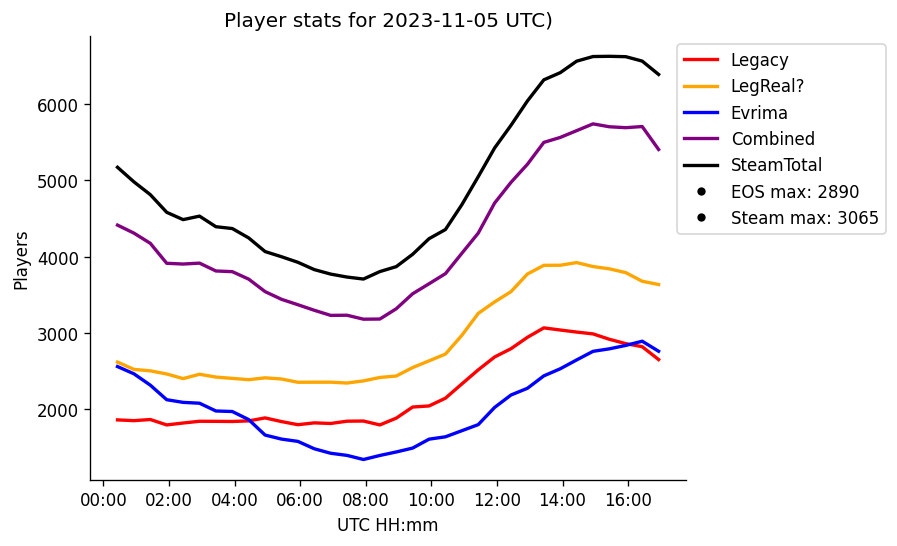 Player stats for 2023-11-05 UTC)
Legacy
LegReal?
Evrima
Combined
SteamTotal
EOS max: 2890
Steam max: 3065
Players
6000
5000
4000
3000
2000
00:00 02:00 04:00 06:00 08:00 10:00 12:00 14:00 16:00
UTC HH:mm